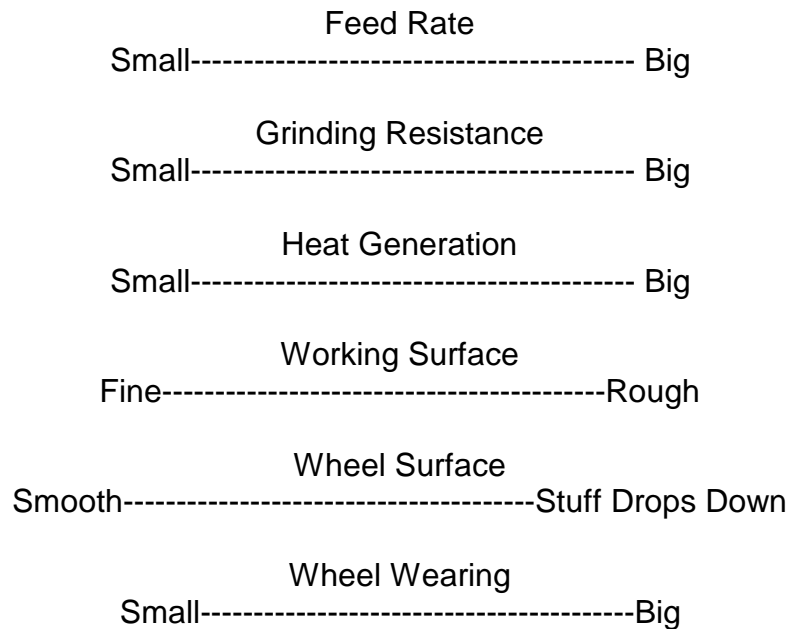 Feed Rate
Small------------------------------------------ Big
Grinding Resistance
Small------------------------------------------ Big
Heat Generation
Small------------------------------------------ Big
Working Surface
Fine------------------------------------------Rough
Wheel Surface
Smooth---------------------------------------Stuff Drops Down
Wheel Wearing
Small-----------------------------------------Big